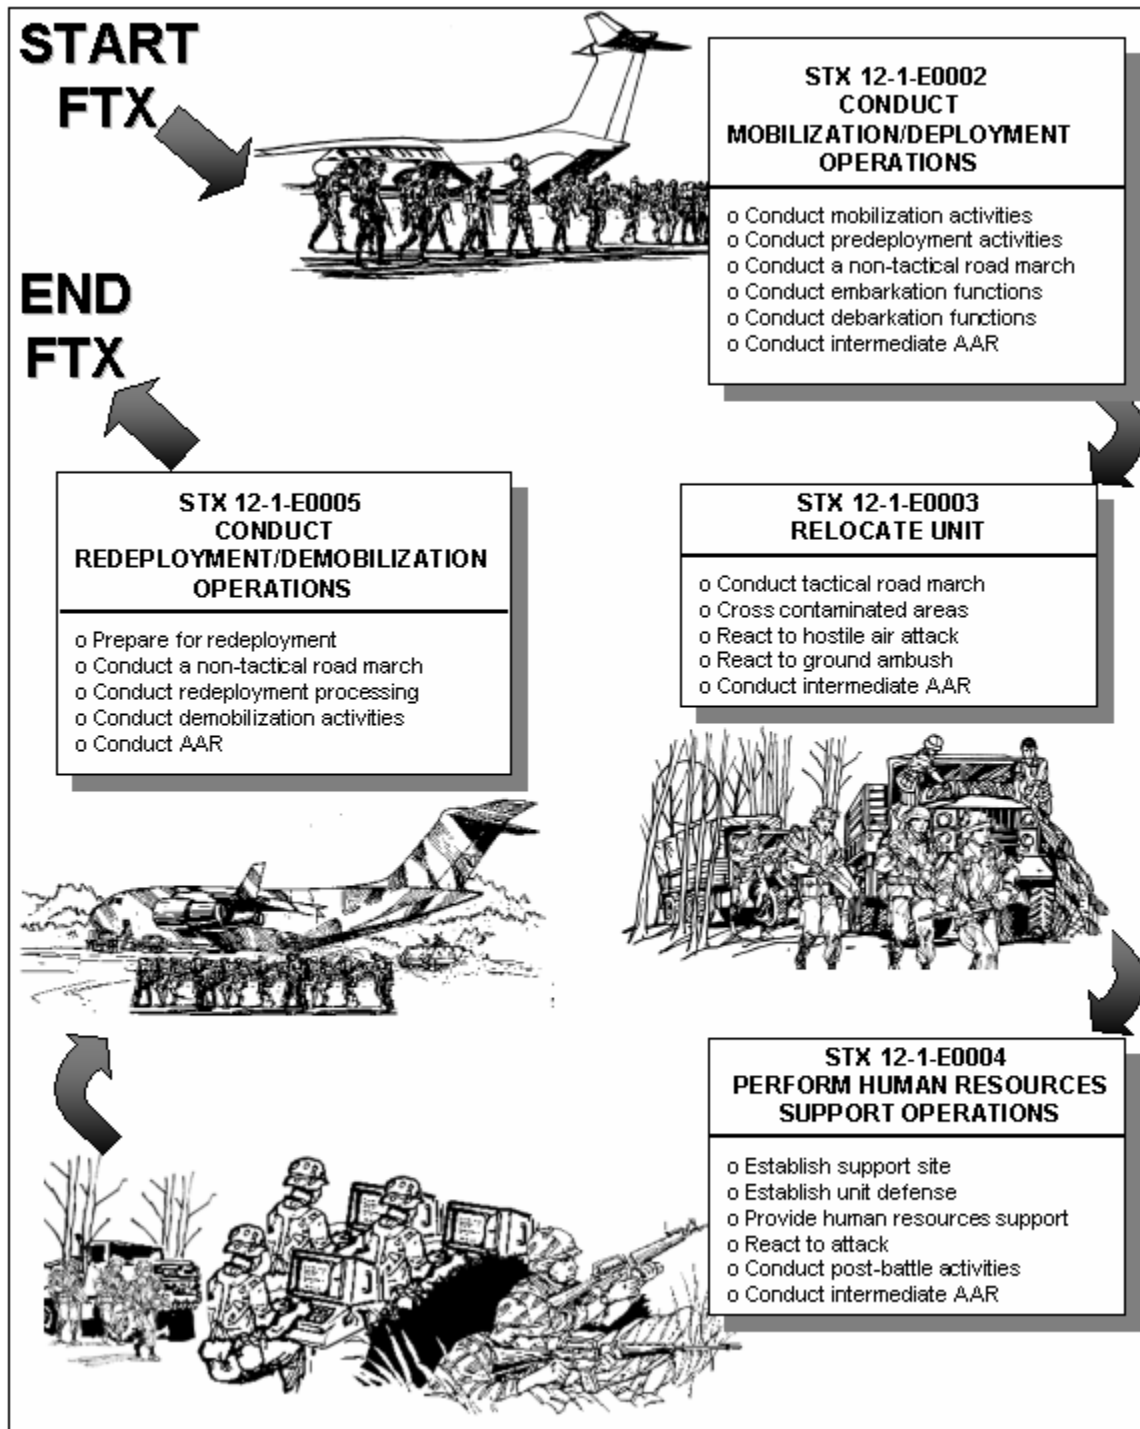 START
FTX
STX 12-1-E0002
CONDUCT
MOBILIZATION/DEPLOYMENT
OPERATIONS
o Conduct mobilization activities
o Conduct predeployment activities
o Conduct a non-tactical road march
o Conduct embarkation functions
o Conduct debarkation functions
o Conduct intermediate AAR
STX 12-1-E0003
RELOCATE UNIT
o Conduct tactical road march
o Cross contaminated areas
o React to hostile air attack
o React to ground ambush
o Conduct intermediate AAR
STX 12-1-E0004
PERFORM HUMAN RESOURCES
SUPPORT OPERATIONS
o Establish support site
o Establish unit defense
o Provide human resources support
o React to attack
o Conduct post-battle activities
o Conduct intermediate AAR
STX 12-1-E0005
CONDUCT
REDEPLOYMENT/DEMOBILIZATION
OPERATIONS
o Prepare for redeployment
o Conduct a non-tactical road march
o Conduct redeployment processing
o Conduct demobilization activities
o Conduct AAR
END
FTX